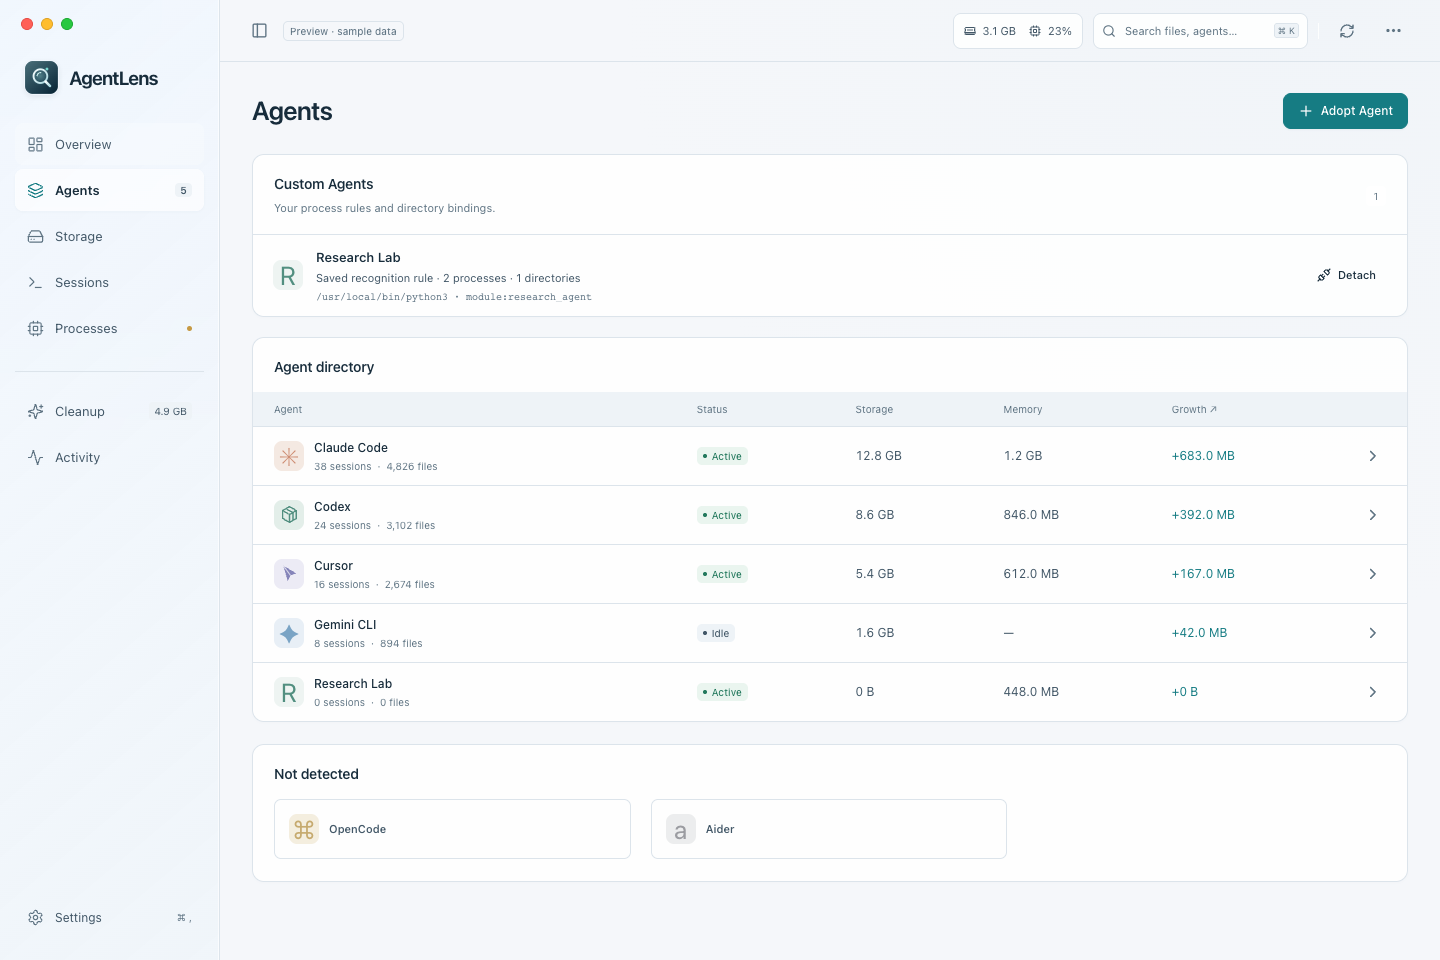 AgentLens
Overview
Agents 5
Storage
Sessions
Processes
Cleanup 4.9 GB
Activity
Settings ⌘ ,
Preview · sample data
3.1 GB 23%
Search files, agents... ⌘ K
Agents
Adopt Agent
Custom Agents
Your process rules and directory bindings.
1
R
Research Lab
Saved recognition rule · 2 processes · 1 directories
/usr/local/bin/python3 · module:research_agent
Detach
Agent directory
Agent Status Storage Memory Growth ↗
Claude Code
38 sessions · 4,826 files
Active 12.8 GB 1.2 GB +683.0 MB
Codex
24 sessions · 3,102 files
Active 8.6 GB 846.0 MB +392.0 MB
Cursor
16 sessions · 2,674 files
Active 5.4 GB 612.0 MB +167.0 MB
Gemini CLI
8 sessions · 894 files
Idle 1.6 GB — +42.0 MB
R
Research Lab
0 sessions · 0 files
Active 0 B 448.0 MB +0 B
Not detected
⌘ OpenCode
a Aider